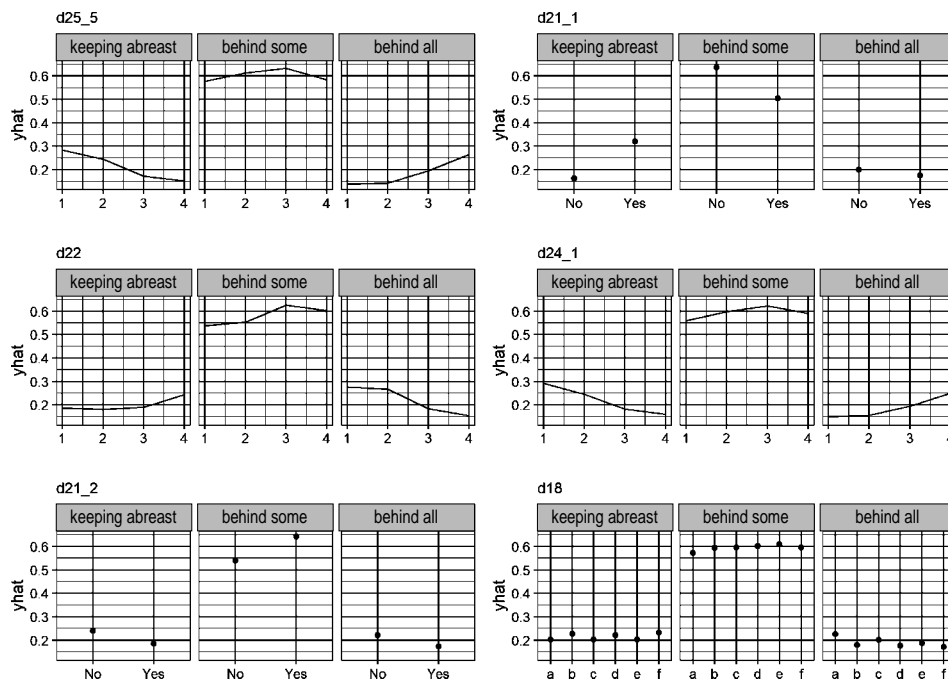 d25_5
keeping abreast behind some behind all
yhat
0.6
0.5
0.4
0.3
0.2
1 2 3 4 1 2 3 4 1 2 3 4
d21_1
keeping abreast behind some behind all
yhat
0.6
0.5
0.4
0.3
0.2
No Yes No Yes No Yes
d22
keeping abreast behind some behind all
yhat
0.6
0.5
0.4
0.3
0.2
1 2 3 4 1 2 3 4 1 2 3 4
d24_1
keeping abreast behind some behind all
yhat
0.6
0.5
0.4
0.3
0.2
1 2 3 4 1 2 3 4 1 2 3 4
d21_2
keeping abreast behind some behind all
yhat
0.6
0.5
0.4
0.3
0.2
No Yes No Yes No Yes
d18
keeping abreast behind some behind all
yhat
0.6
0.5
0.4
0.3
0.2
a b c d e f a b c d e f a b c d e f